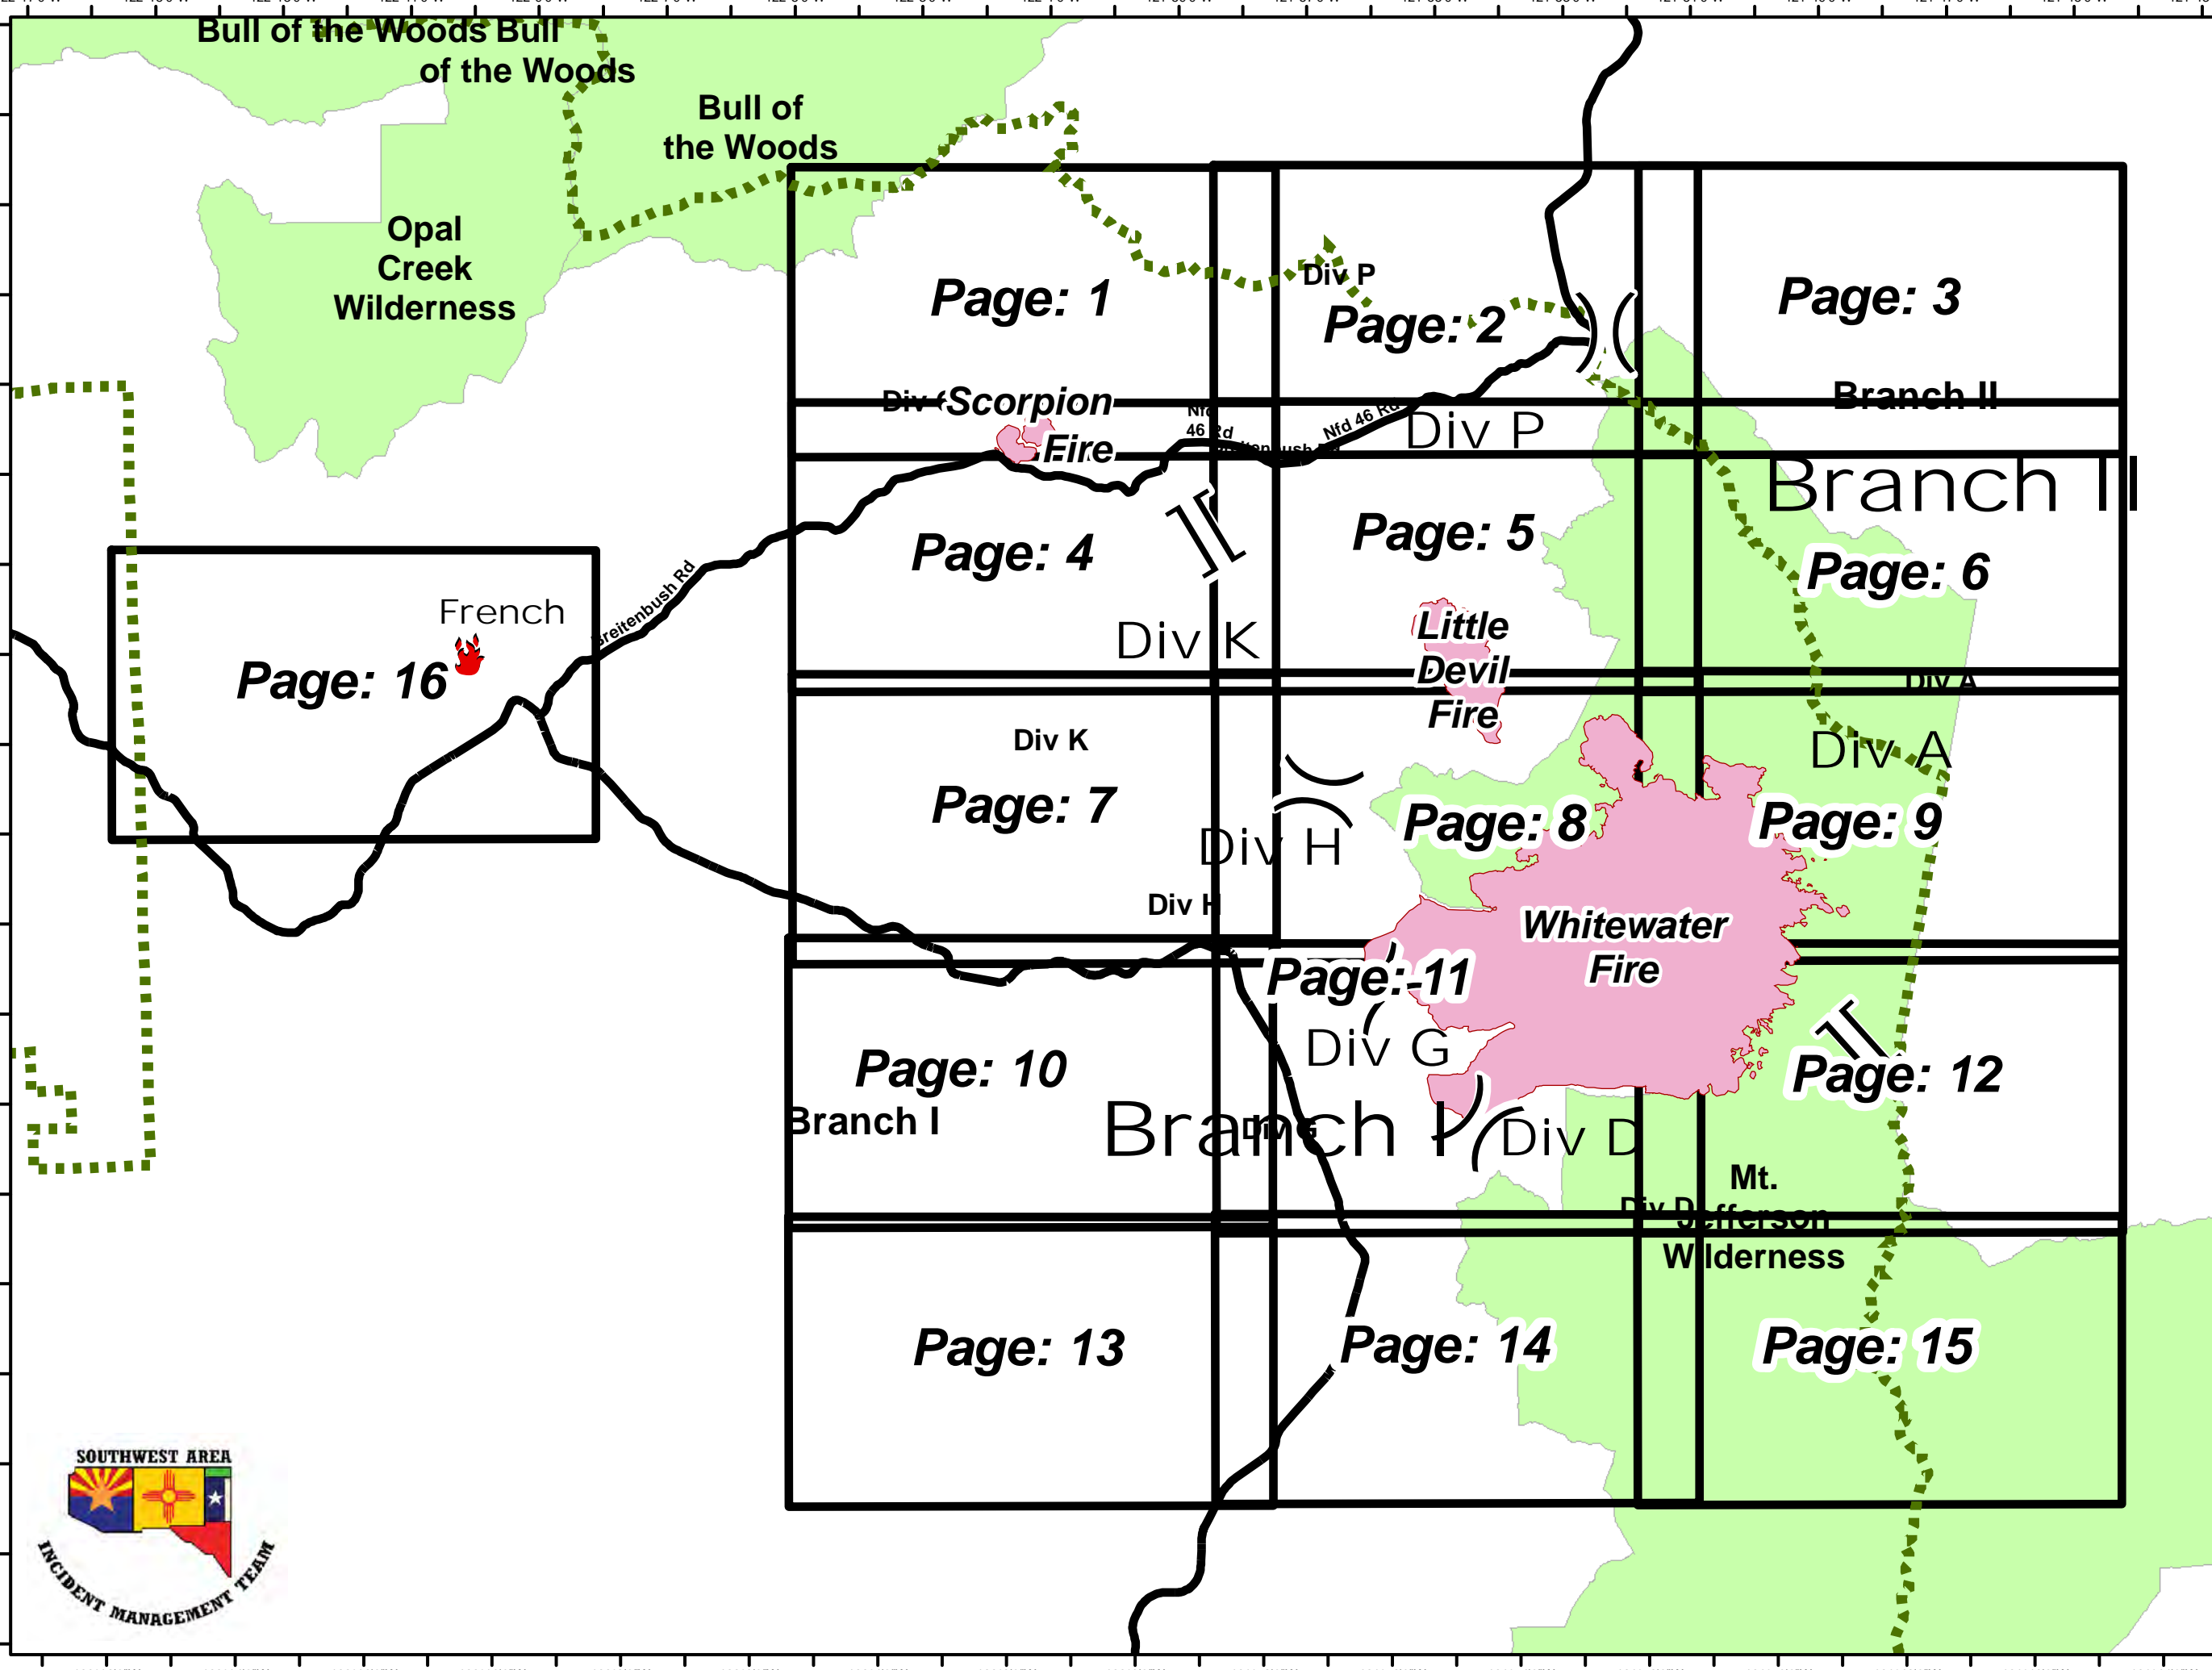 Bull of the Woods Bull
of the Woods
Bull of
the Woods
Opal
Creek
Wilderness
Page: 1
Div P
Page: 2
Page: 3
Branch II
Scorpion
Fire
Nfd
46 Rd
Nfd 46 Rd
Div P
Branch II
Page: 4
Page: 5
Page: 6
French
Page: 16
Breitenbush Rd
Div K
Little
Devil
Fire
Div A
Div A
Div K
Page: 7
Page: 8
Page: 9
Div H
Div H
Whitewater
Fire
Page: 11
Div G
Page: 10
Page: 12
Branch I
Branch I
Div G
Div D
Mt.
Div D
Jefferson
Wilderness
Page: 13
Page: 14
Page: 15
SOUTHWEST AREA
INCIDENT MANAGEMENT TEAM